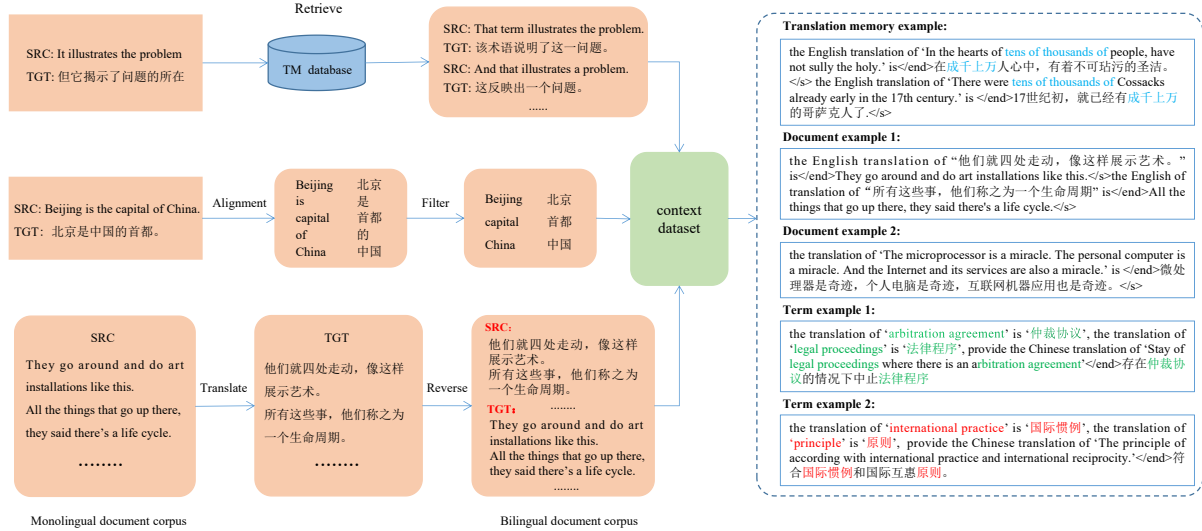 Retrieve
SRC: It illustrates the problem
TGT: 但它揭示了问题的所在
TM database
SRC: That term illustrates the problem.
TGT: 该术语说明了这一问题。
SRC: And that illustrates a problem.
TGT: 这反映出一个问题。
......
SRC: Beijing is the capital of China.
TGT: 北京是中国的首都。
Alignment
Beijing 北京
is 是
capital 首都
of 的
China 中国
Filter
Beijing 北京
capital 首都
China 中国
context
dataset
SRC
They go around and do art
installations like this.
All the things that go up there,
they said there's a life cycle.
........
Monolingual document corpus
Translate
TGT
他们就四处走动，像这样
展示艺术。
所有这些事，他们称之为
一个生命周期。
........
Reverse
SRC:
他们就四处走动，像这样
展示艺术。
所有这些事，他们称之为
一个生命周期。
........
TGT:
They go around and do art
installations like this.
All the things that go up there,
they said there's a life cycle.
........
Bilingual document corpus
Translation memory example:
the English translation of ‘In the hearts of tens of thousands of people, have
not sully the holy.’ is</end>在成千上万人心中，有着不可玷污的圣洁。
</s> the English translation of ‘There were tens of thousands of Cossacks
already early in the 17th century.’ is </end>17世纪初，就已经有成千上万
的哥萨克人了.</s>
Document example 1:
the English translation of “他们就四处走动，像这样展示艺术。”
is</end>They go around and do art installations like this.</s>the English of
translation of “所有这些事，他们称之为一个生命周期” is</end>All the
things that go up there, they said there's a life cycle.</s>
Document example 2:
the translation of ‘The microprocessor is a miracle. The personal computer is
a miracle. And the Internet and its services are also a miracle.’ is </end>微处
理器是奇迹，个人电脑是奇迹，互联网机器应用也是奇迹。</s>
Term example 1:
the translation of ‘arbitration agreement’ is ‘仲裁协议’, the translation of
‘legal proceedings’ is ‘法律程序’, provide the Chinese translation of ‘Stay of
legal proceedings where there is an arbitration agreement’</end>存在仲裁协
议的情况下中止法律程序
Term example 2:
the translation of ‘international practice’ is ‘国际惯例’, the translation of
‘principle’ is ‘原则’, provide the Chinese translation of ‘The principle of
according with international practice and international reciprocity.’</end>符
合国际惯例和国际互惠原则。